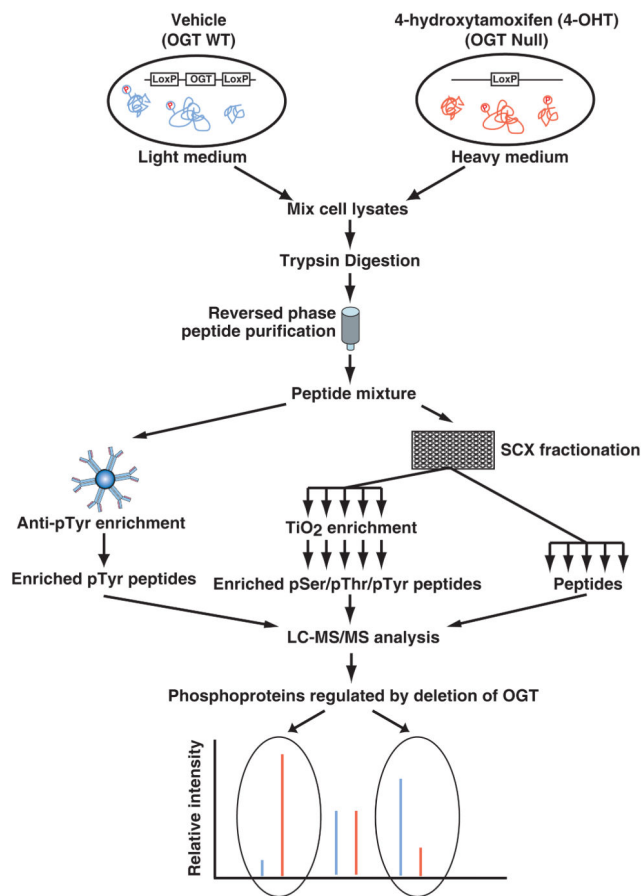 Vehicle
(OGT WT)
4-hydroxytamoxifen (4-OHT)
(OGT Null)
LoxP OGT LoxP
LoxP
P
P
P
P
Light medium
Heavy medium
Mix cell lysates
Trypsin Digestion
Reversed phase
peptide purification
Peptide mixture
SCX fractionation
Anti-pTyr enrichment
TiO2 enrichment
Enriched pTyr peptides
Enriched pSer/pThr/pTyr peptides
Peptides
LC-MS/MS analysis
Phosphoproteins regulated by deletion of OGT
Relative intensity